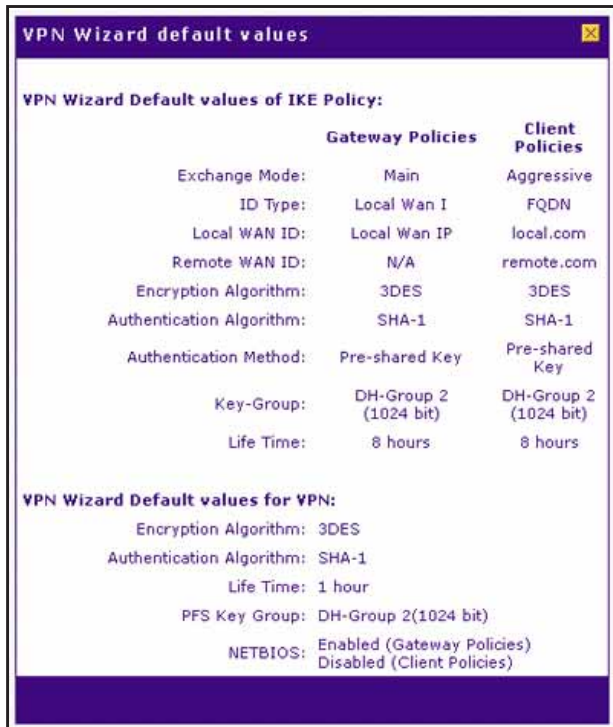 VPN Wizard default values
VPN Wizard Default values of IKE Policy:
Gateway Policies Client Policies
Exchange Mode: Main Aggressive
ID Type: Local Wan I FQDN
Local WAN ID: Local Wan IP local.com
Remote WAN ID: N/A remote.com
Encryption Algorithm: 3DES 3DES
Authentication Algorithm: SHA-1 SHA-1
Authentication Method: Pre-shared Key Pre-shared Key
Key-Group: DH-Group 2 (1024 bit) DH-Group 2 (1024 bit)
Life Time: 8 hours 8 hours
VPN Wizard Default values for VPN:
Encryption Algorithm: 3DES
Authentication Algorithm: SHA-1
Life Time: 1 hour
PFS Key Group: DH-Group 2(1024 bit)
NETBIOS: Enabled (Gateway Policies)
Disabled (Client Policies)